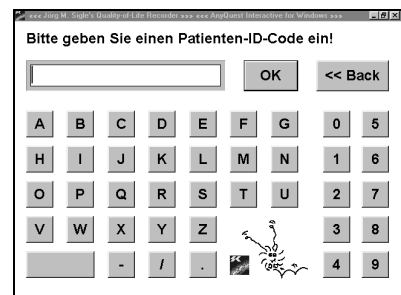 ««« Jörg M. Sigle's Quality-of-Life Recorder »»» ««« AnyQuest Interactive for Windows »»»
Bitte geben Sie einen Patienten-ID-Code ein!
OK << Back
A B C D E F G 0 5
H I J K L M N 1 6
O P Q R S T U 2 7
V W X Y Z 3 8
- / . 4 9